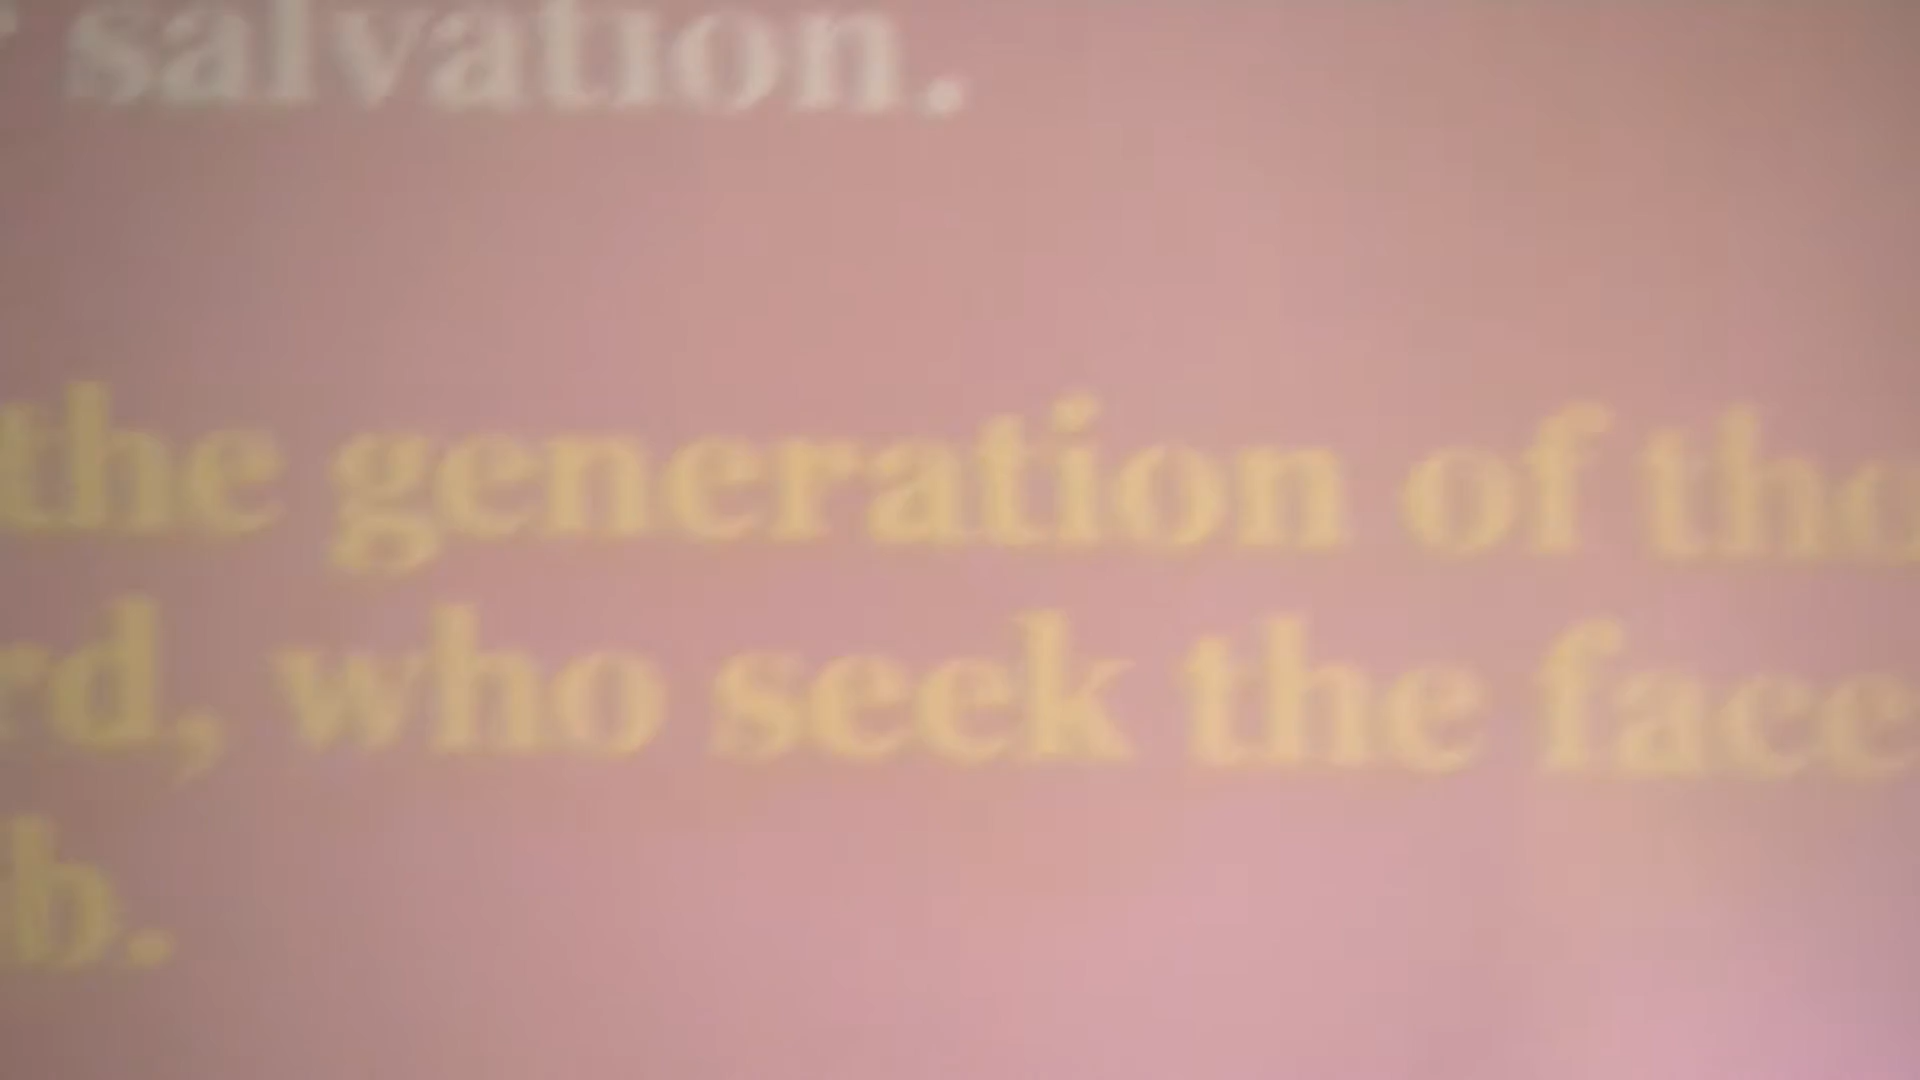 salvation.
the generation of tho
rd, who seek the face
b.